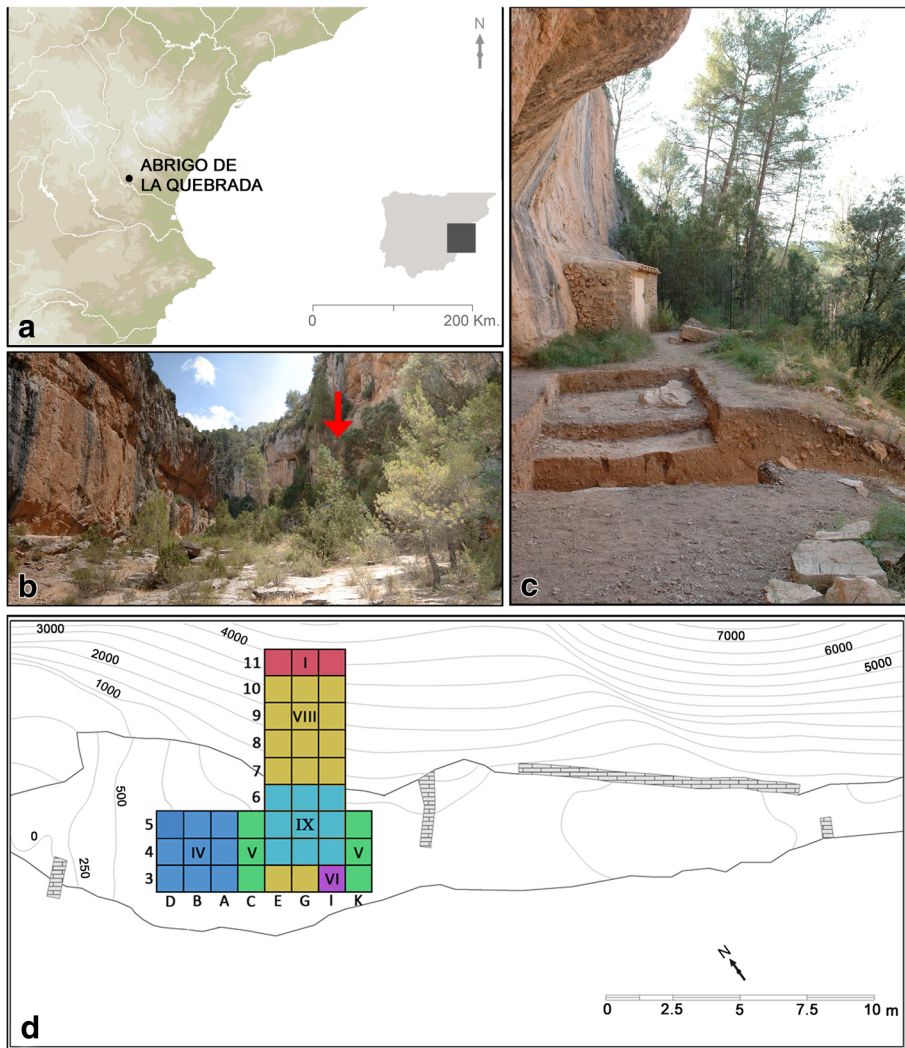 N
ABRIGO DE
LA QUEBRADA
0
200 Km.
a
b
c
3000
4000
7000
2000
6000
1000
5000
11
I
10
9
VIII
8
7
6
500
5
IX
0
4
IV
V
V
250
3
VI
D B A C E G I K
N
0 2.5 5 7.5 10 m
d